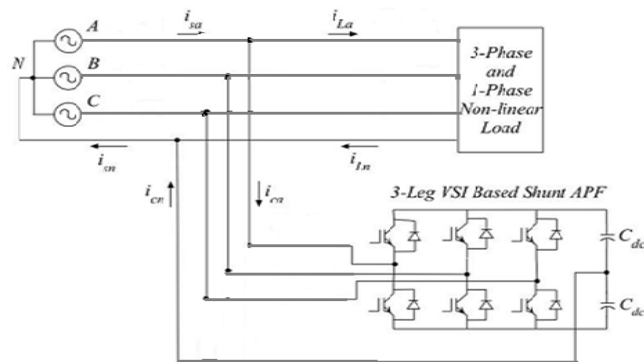 A
i_sa
i_La
N
B
C
3-Phase
and
1-Phase
Non-linear
Load
i_sn
i_Ln
i_cn
i_ca
3-Leg VSI Based Shunt APF
C_dc
C_dc